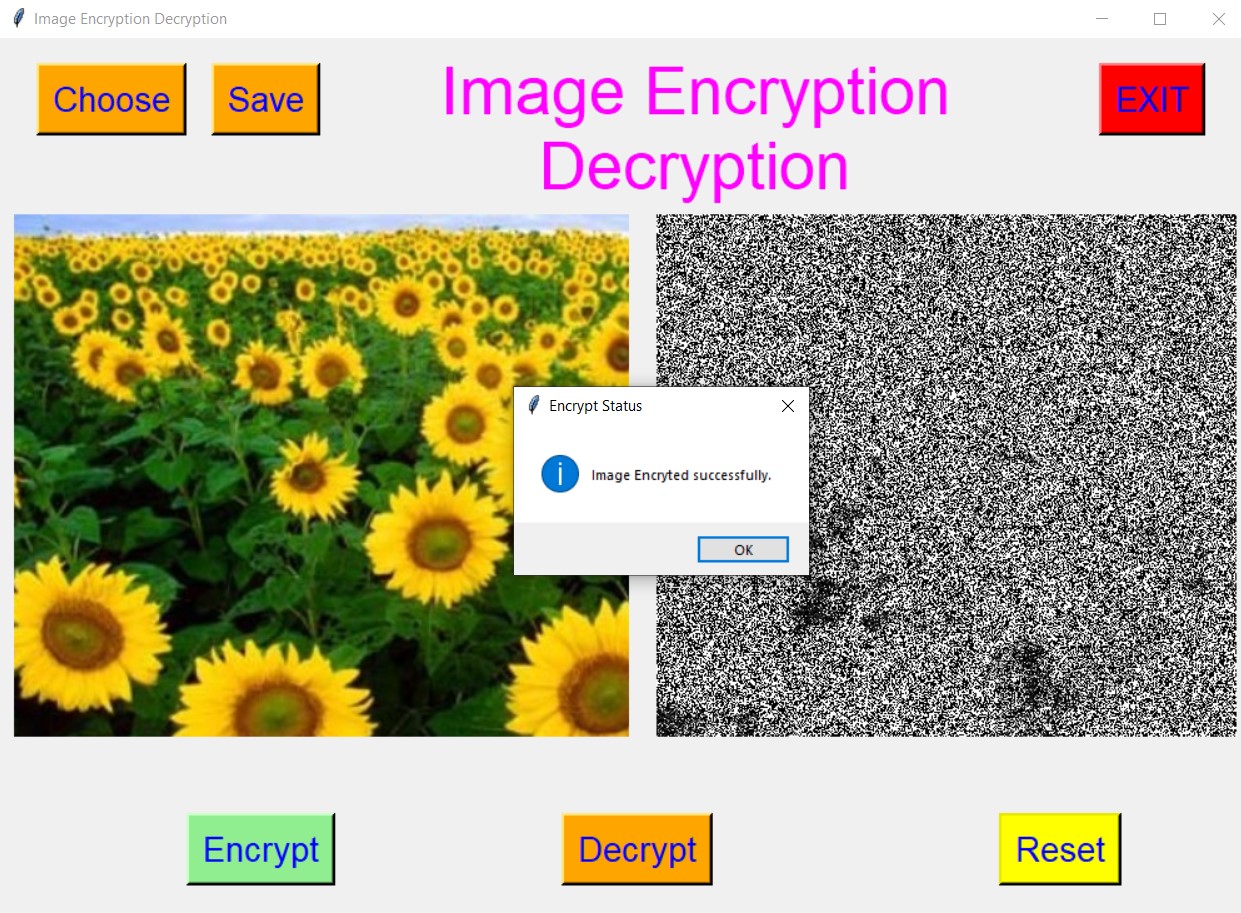 Image Encryption Decryption
Choose
Save
Image Encryption
Decryption
EXIT
Encrypt Status
Image Encryted successfully.
OK
Encrypt
Decrypt
Reset